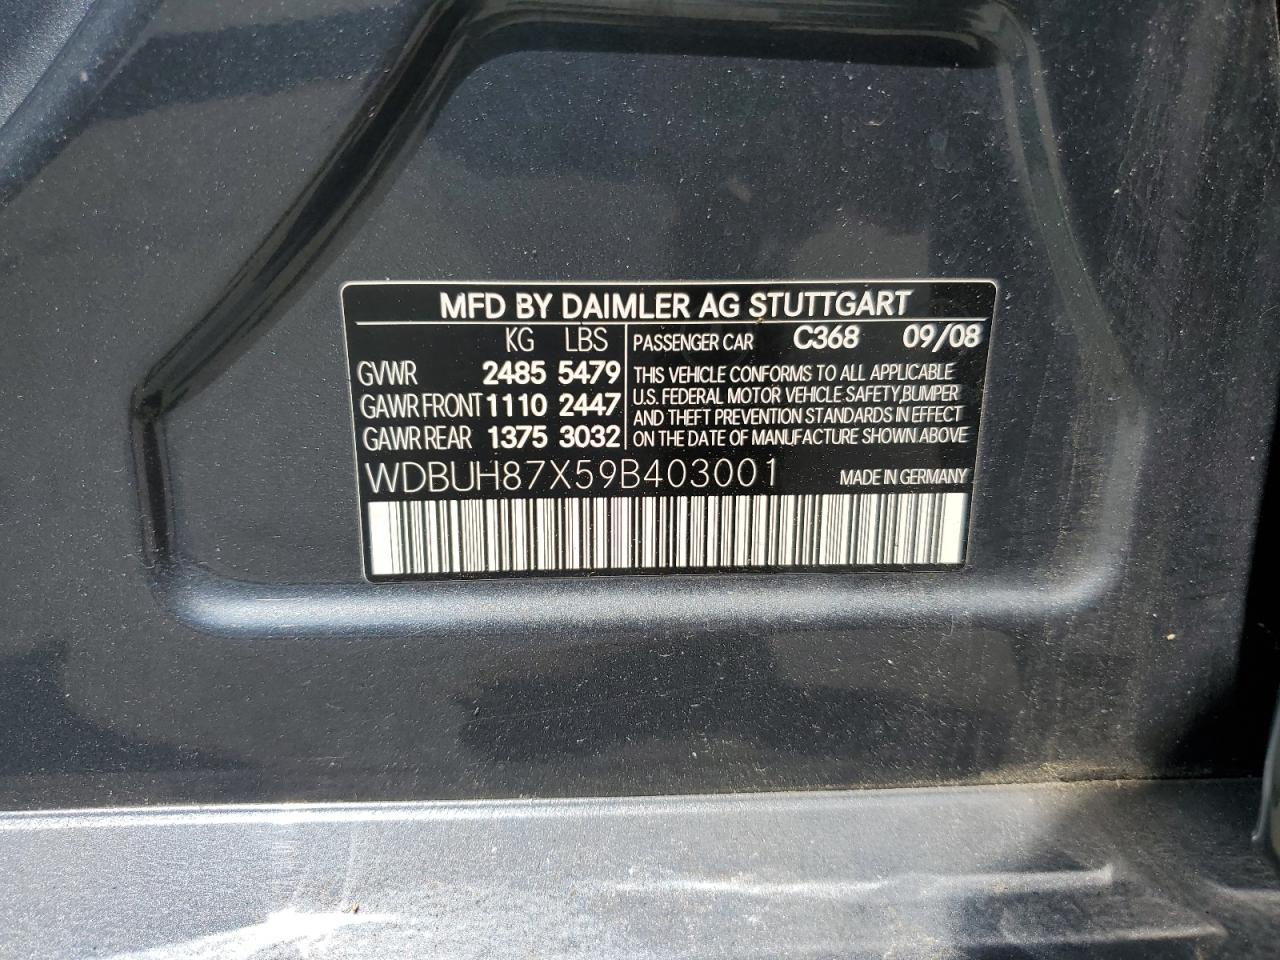 MFD BY DAIMLER AG STUTTGART
KG LBS PASSENGER CAR C368 09/08
GVWR 2485 5479 THIS VEHICLE CONFORMS TO ALL APPLICABLE
GAWR FRONT 1110 2447 U.S. FEDERAL MOTOR VEHICLE SAFETY, BUMPER
AND THEFT PREVENTION STANDARDS IN EFFECT
GAWR REAR 1375 3032 ON THE DATE OF MANUFACTURE SHOWN ABOVE
WDBUH87X59B403001 MADE IN GERMANY